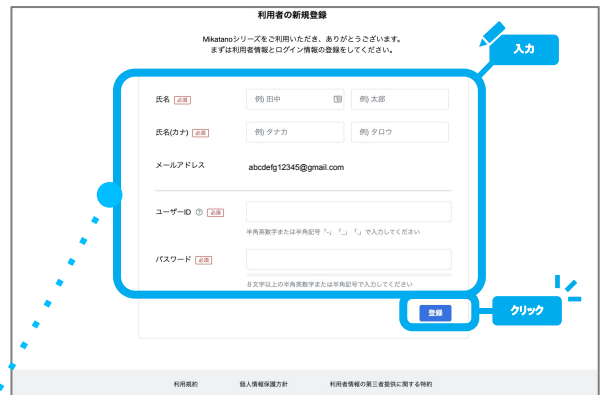 利用者の新規登録
Mikatanoシリーズをご利用いただき、ありがとうございます。
まずは利用者情報とログイン情報の登録をしてください。
入力
氏名 必須 例) 田中 例) 太郎
氏名(カナ) 必須 例) タナカ 例) タロウ
メールアドレス abcdefg12345@gmail.com
ユーザーID ? 必須
半角英数字または半角記号「-」「_」「.」で入力してください
パスワード 必須
8文字以上の半角英数字または半角記号で入力してください
登録 クリック
利用規約 個人情報保護方針 利用者情報の第三者提供に関する特約